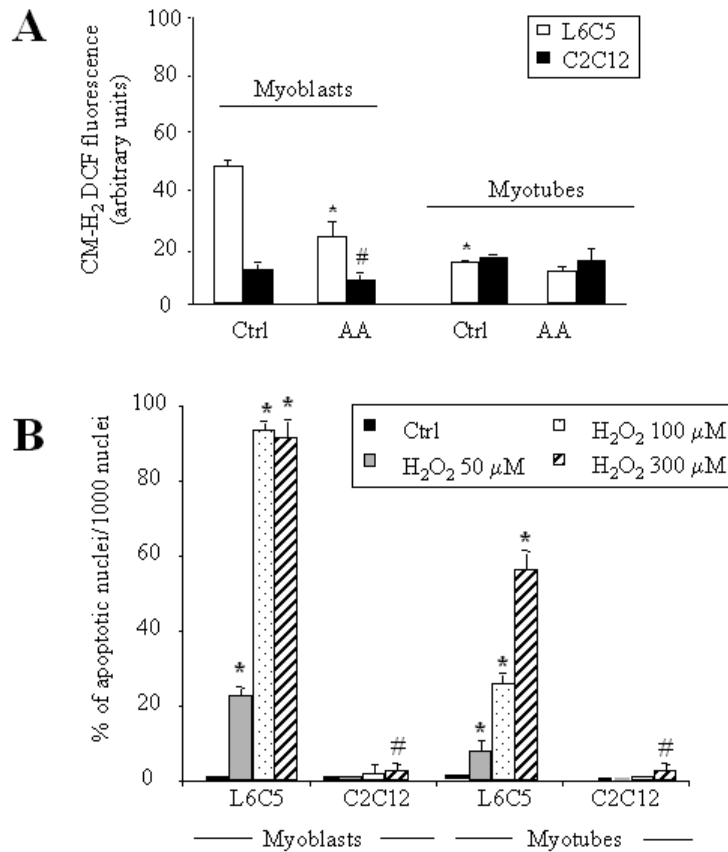 A
CM-H2 DCF fluorescence
(arbitrary units)
100
80
60
40
20
0
L6C5
C2C12
Myoblasts
Myotubes
*
#
*
Ctrl AA Ctrl AA
B
% of apoptotic nuclei/1000 nuclei
100
80
60
40
20
0
Ctrl H2O2 100 µM
H2O2 50 µM H2O2 300 µM
* * *
#
* * *
#
L6C5 C2C12 L6C5 C2C12
Myoblasts Myotubes